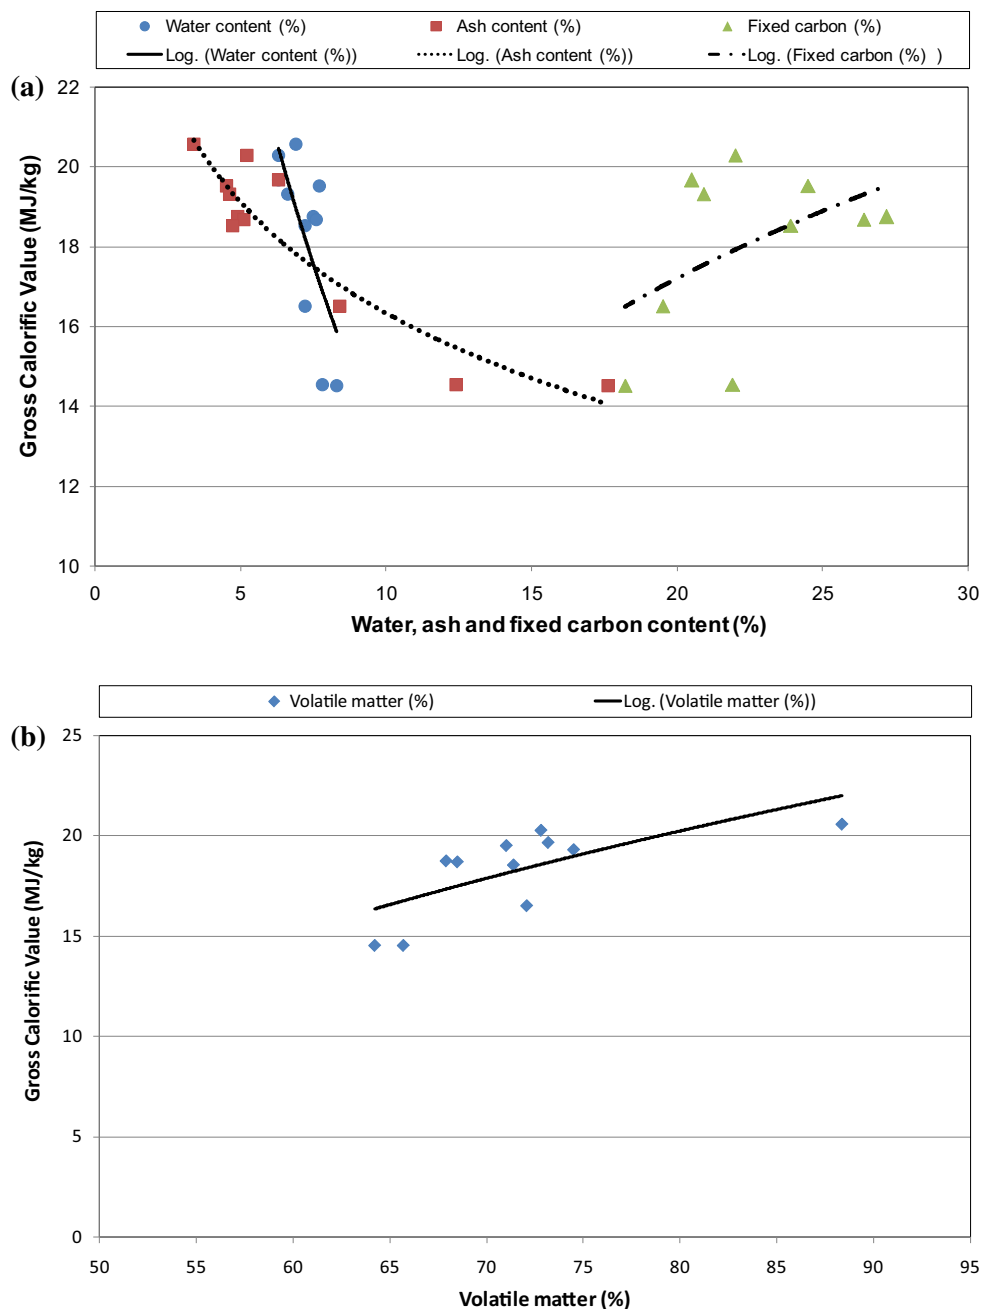 Water content (%) Ash content (%) Fixed carbon (%)
Log. (Water content (%)) Log. (Ash content (%)) Log. (Fixed carbon (%) )
(a)
22
20
18
16
14
12
10
Gross Calorific Value (MJ/kg)
0 5 10 15 20 25 30
Water, ash and fixed carbon content (%)
Volatile matter (%) Log. (Volatile matter (%))
(b)
25
20
15
10
5
0
Gross Calorific Value (MJ/kg)
50 55 60 65 70 75 80 85 90 95
Volatile matter (%)